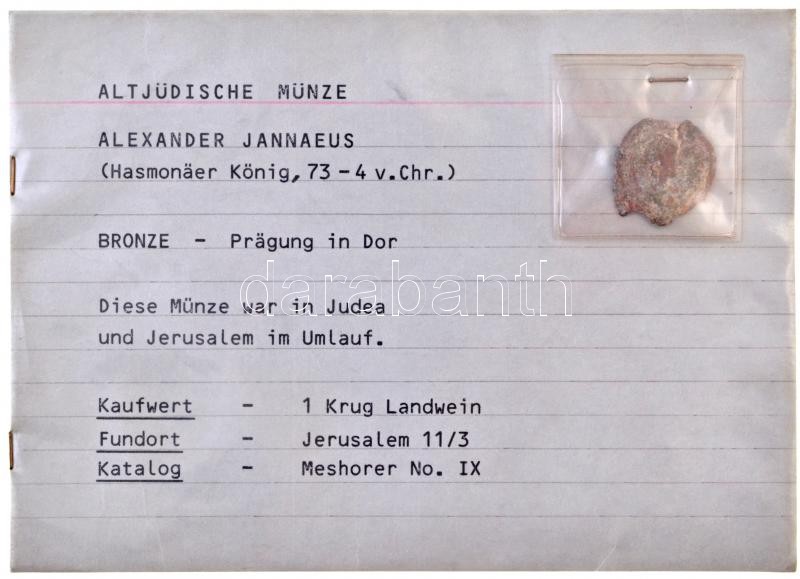 ALTJÜDISCHE MÜNZE
ALEXANDER JANNAEUS
(Hasmonäer König, 73 - 4 v.Chr.)
BRONZE - Prägung in Dor
darabanth
Diese Münze war in Judea
und Jerusalem im Umlauf.
Kaufwert - 1 Krug Landwein
Fundort - Jerusalem 11/3
Katalog - Meshorer No. IX